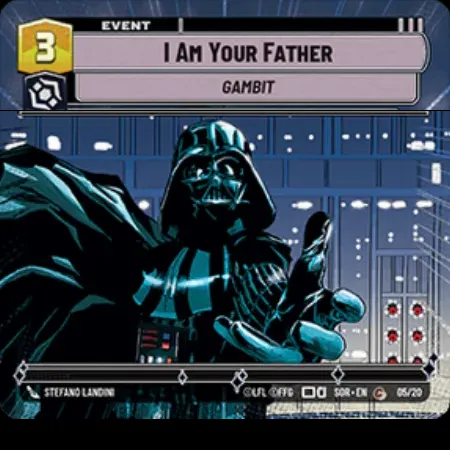 EVENT
3
I AM YOUR FATHER
GAMBIT
STEFANO LANDINI
LFL FFG SOR • EN 05/20